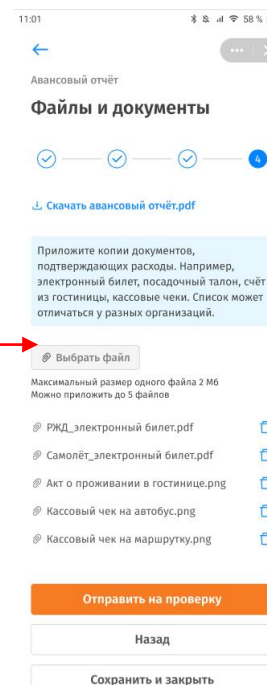 11:01
58 %
Авансовый отчёт
Файлы и документы
4
Скачать авансовый отчёт.pdf
Приложите копии документов,
подтверждающих расходы. Например,
электронный билет, посадочный талон, счёт
из гостиницы, кассовые чеки. Список может
отличаться у разных организаций.
Выбрать файл
Максимальный размер одного файла 2 Мб
Можно приложить до 5 файлов
РЖД_электронный билет.pdf
Самолёт_электронный билет.pdf
Акт о проживании в гостинице.png
Кассовый чек на автобус.png
Кассовый чек на маршрутку.png
Отправить на проверку
Назад
Сохранить и закрыть